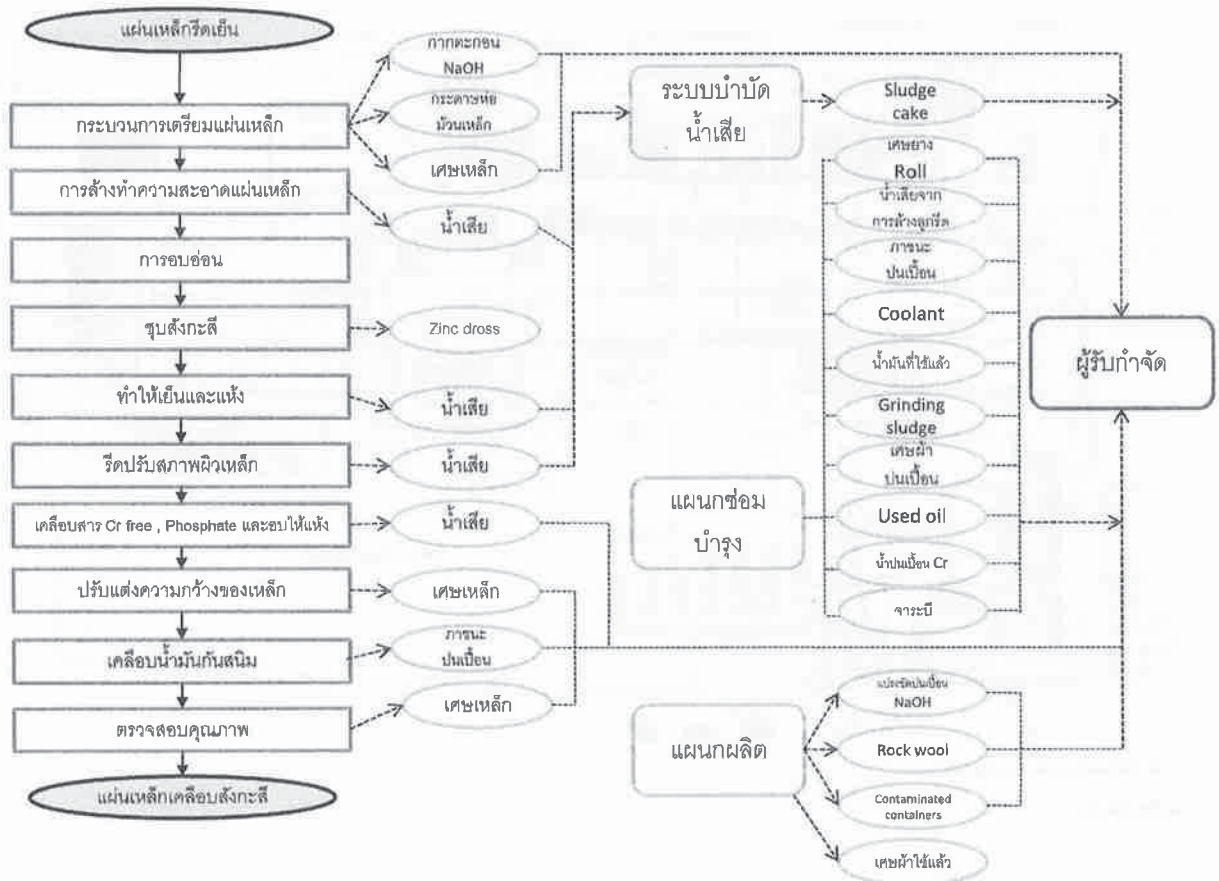 แผ่นเหล็กรีดเย็น
กระบวนการเตรียมแผ่นเหล็ก
การล้างทำความสะอาดแผ่นเหล็ก
การอบอ่อน
ชุบสังกะสี
ทำให้เย็นและแห้ง
รีดปรับสภาพผิวเหล็ก
เคลือบสาร Cr free , Phosphate และอบให้แห้ง
ปรับแต่งความกว้างของเหล็ก
เคลือบน้ำมันกันสนิม
ตรวจสอบคุณภาพ
แผ่นเหล็กเคลือบสังกะสี
กากตะกอน
NaOH
กระดาษห่อ
ม้วนเหล็ก
เศษเหล็ก
น้ำเสีย
Zinc dross
น้ำเสีย
น้ำเสีย
น้ำเสีย
เศษเหล็ก
ภาชนะ
ปนเปื้อน
เศษเหล็ก
ระบบบำบัด
น้ำเสีย
แผนกซ่อม
บำรุง
แผนกผลิต
Sludge
cake
เศษยาง
Roll
น้ำเสียจาก
การล้างลูกรีด
ภาชนะ
ปนเปื้อน
Coolant
น้ำมันที่ใช้แล้ว
Grinding
sludge
เศษผ้า
ปนเปื้อน
Used oil
น้ำปนเปื้อน Cr
จาระบี
แปรงขัดปนเปื้อน
NaOH
Rock wool
Contaminated
containers
เศษผ้าใช้แล้ว
ผู้รับกำจัด